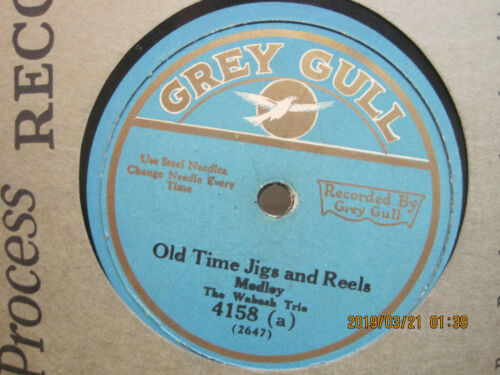 Process RECO
GREY GULL
Use Steel Needles
Change Needle Every
Time
Recorded By
Grey Gull
Old Time Jigs and Reels
Medley
The Wabash Trio
4158 (a)
(2647)
2019/03/21 01:39